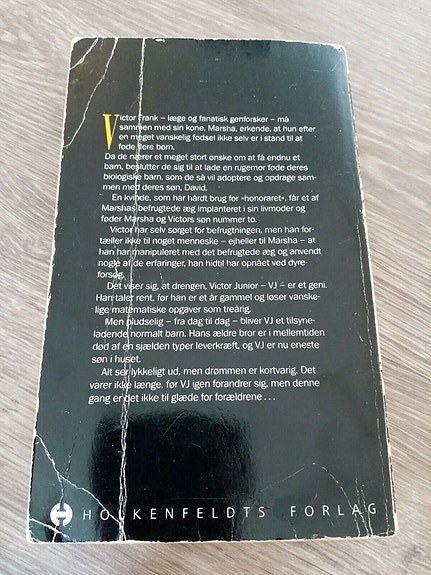 Victor Frank – læge og fanatisk genforsker – må
sammen med sin kone, Marsha, erkende, at hun efter
en meget vanskelig fødsel ikke selv er i stand til at
føde flere børn.
Da de nærer et meget stort ønske om at få endnu et
barn, beslutter de sig til at lade en rugemor føde deres
biologiske barn, som de så vil adoptere og opdrage sam-
men med deres søn, David.
En kvinde, som har hårdt brug for »honoraret«, får et af
Marshas befrugtede æg implanteret i sin livmoder og
føder Marsha og Victors søn nummer to.
Victor har selv sørget for befrugtningen, men han for-
tæller ikke til noget menneske – ejheller til Marsha – at
han har manipuleret med det befrugtede æg og anvendt
nogle af de erfaringer, han hidtil har opnået ved dyre-
forsøg.
Det viser sig, at drengen, Victor Junior – VJ – er et geni.
Han taler rent, før han er et år gammel og løser vanske-
lige matematiske opgaver som treårig.
Men pludselig – fra dag til dag – bliver VJ et tilsyne-
ladende normalt barn. Hans ældre bror er i mellemtiden
død af en sjælden typer leverkræft, og VJ er nu eneste
søn i huset.
Alt ser lykkeligt ud, men drømmen er kortvarig. Det
varer ikke længe, før VJ igen forandrer sig, men denne
gang er det ikke til glæde for forældrene . . .
HOLKENFELDTS FORLAG